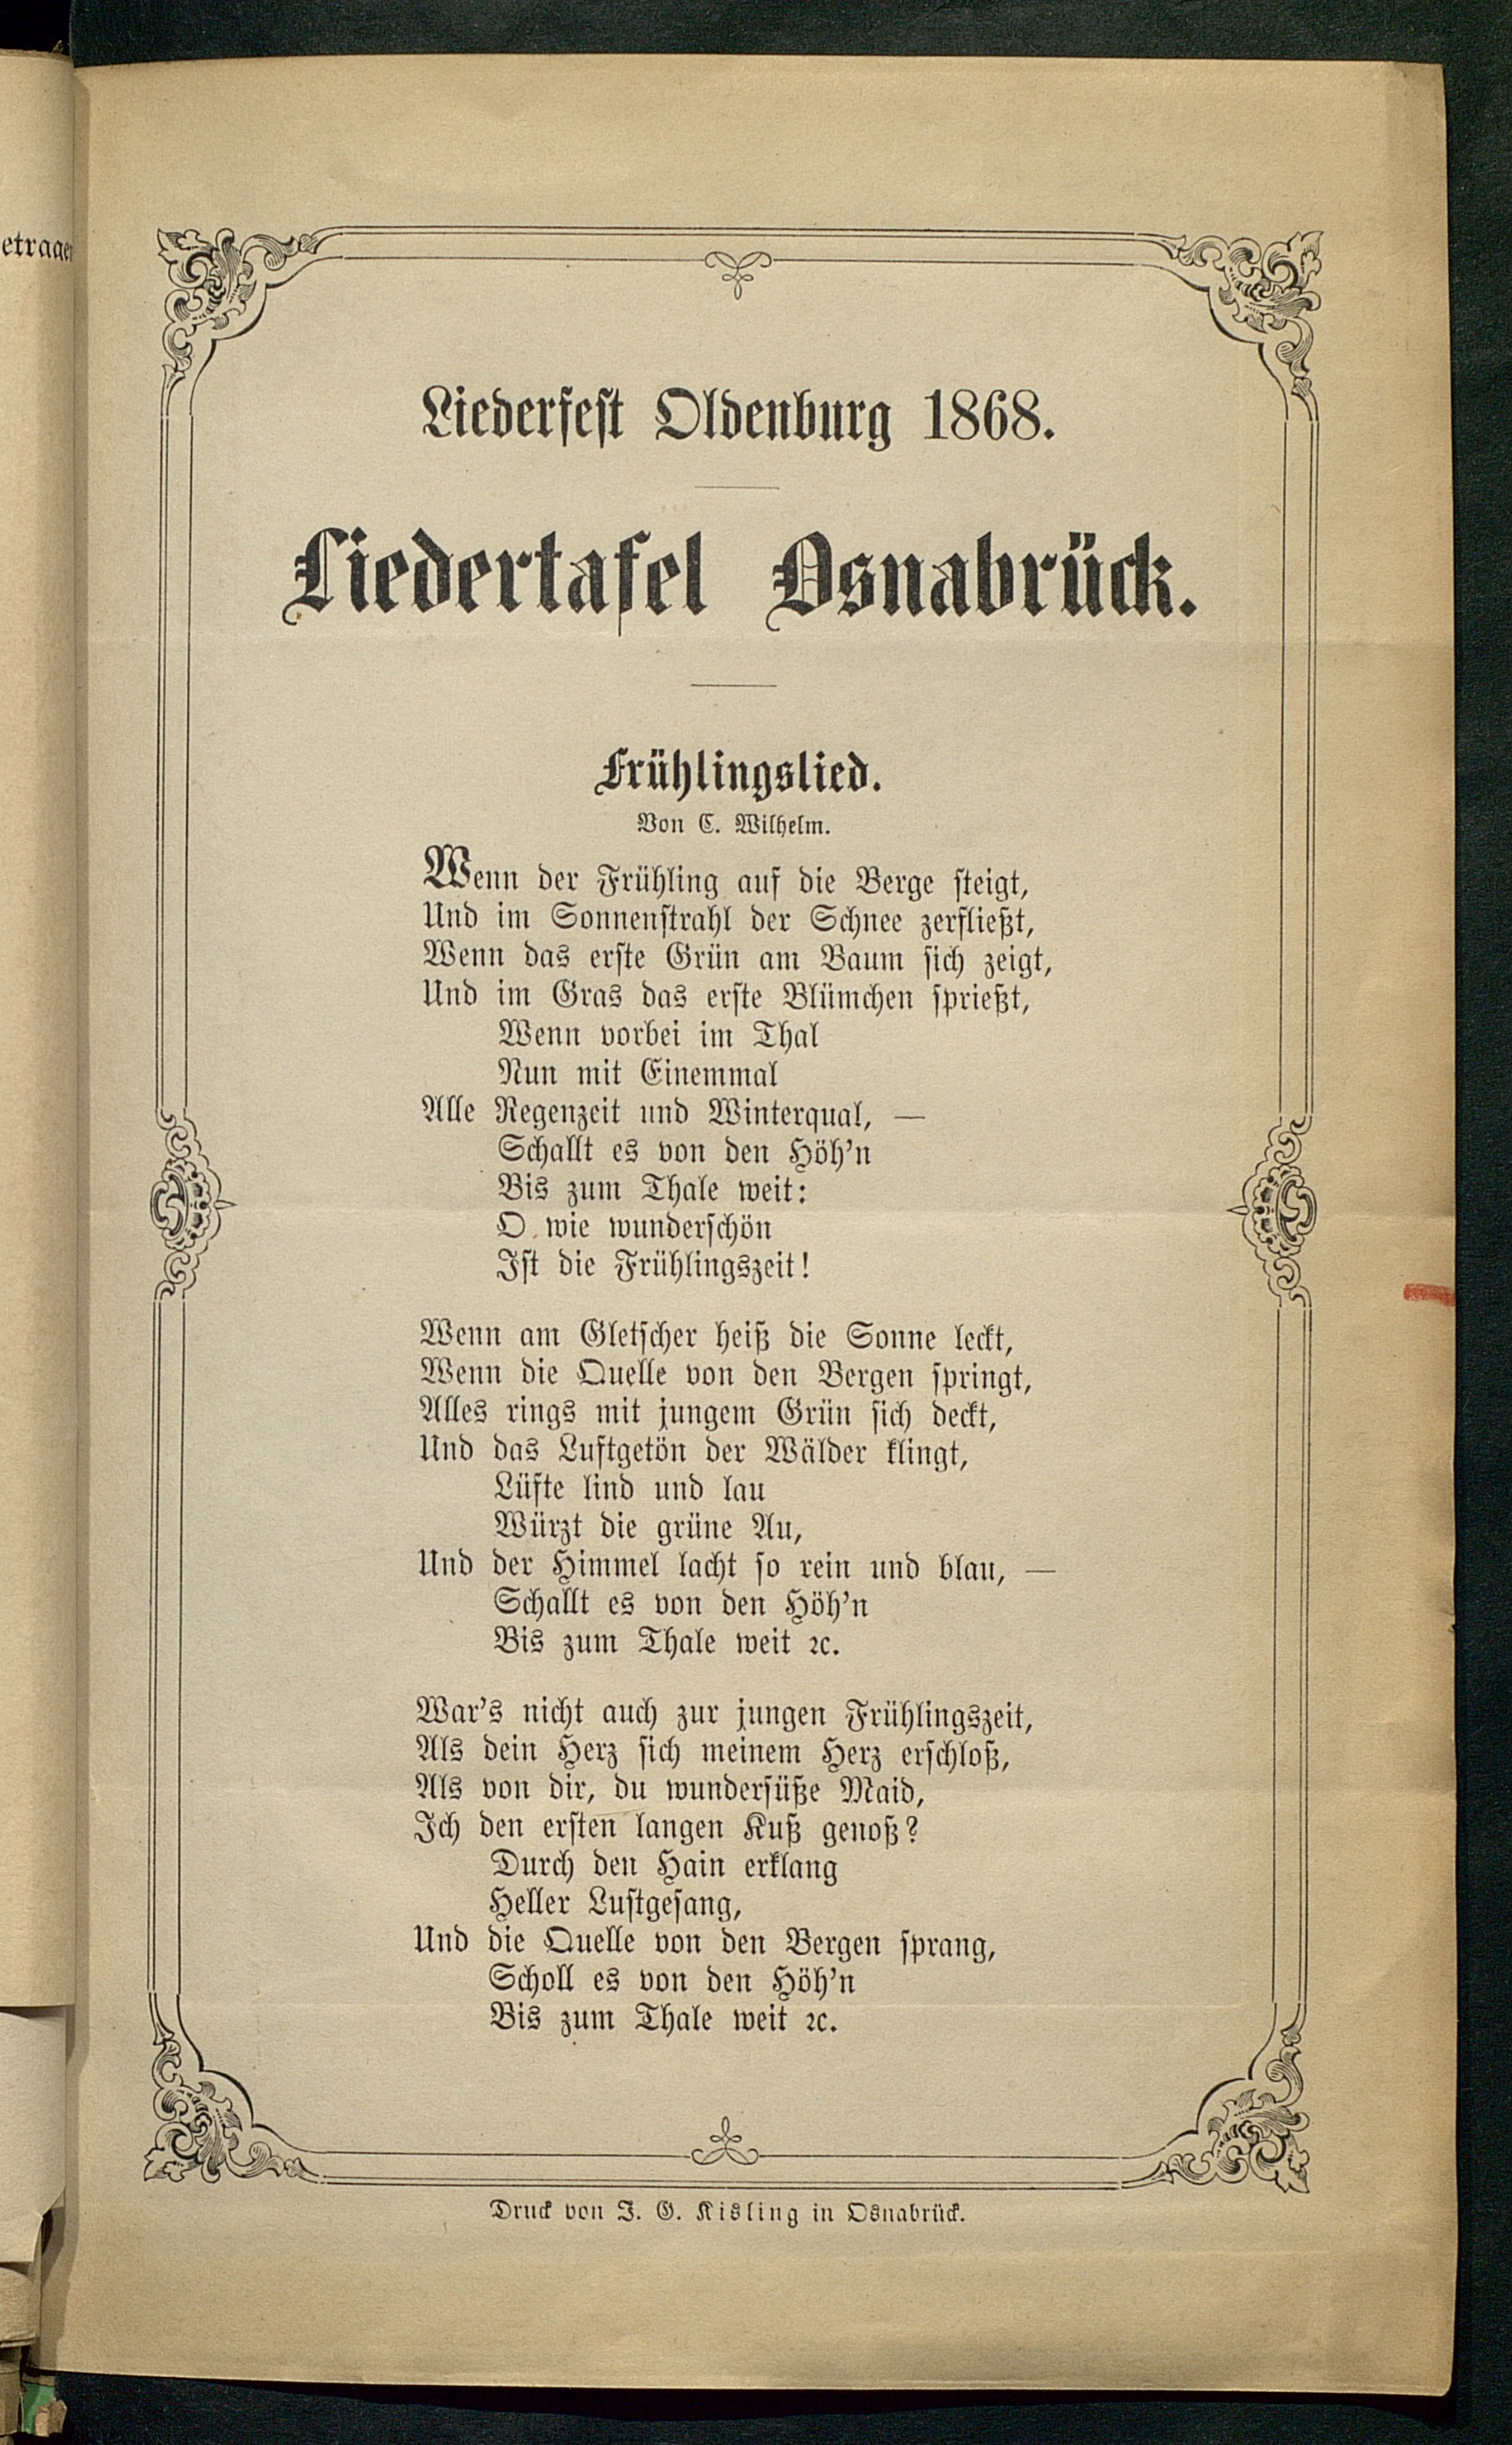 etragen
Liederfest Oldenburg 1868.
Liedertafel Osnabrück.
Frühlingslied.
Von C. Wilhelm.
Wenn der Frühling auf die Berge steigt,
Und im Sonnenstrahl der Schnee zerfließt,
Wenn das erste Grün am Baum sich zeigt,
Und im Gras das erste Blümchen sprießt,
Wenn vorbei im Thal
Nun mit Einemmal
Alle Regenzeit und Winterqual, —
Schallt es von den Höh'n
Bis zum Thale weit:
O wie wunderschön
Ist die Frühlingszeit!
Wenn am Gletscher heiß die Sonne leckt,
Wenn die Quelle von den Bergen springt,
Alles rings mit jungem Grün sich deckt,
Und das Luftgetön der Wälder klingt,
Lüfte lind und lau
Würzt die grüne Au,
Und der Himmel lacht so rein und blau, —
Schallt es von den Höh'n
Bis zum Thale weit ꝛc.
War's nicht auch zur jungen Frühlingszeit,
Als dein Herz sich meinem Herz erschloß,
Als von dir, du wundersüße Maid,
Ich den ersten langen Kuß genoß?
Durch den Hain erklang
Heller Lustgesang,
Und die Quelle von den Bergen sprang,
Scholl es von den Höh'n
Bis zum Thale weit ꝛc.
Druck von J. G. Kisling in Osnabrück.